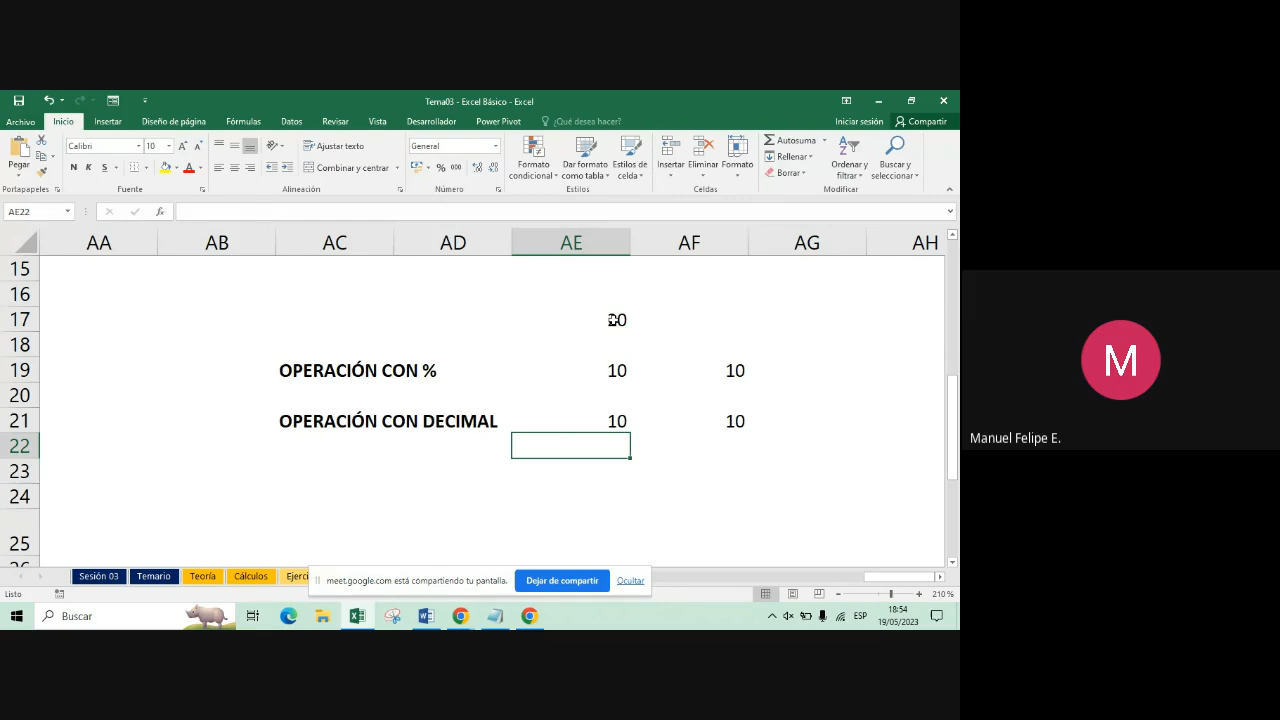 Tema03 - Excel Básico - Excel
Archivo Inicio Insertar Diseño de página Fórmulas Datos Revisar Vista Desarrollador Power Pivot ¿Qué desea hacer? Iniciar sesión Compartir
Pegar
Calibri 10
N K S
Ajustar texto
Combinar y centrar
General
% 000
Formato condicional
Dar formato como tabla
Estilos de celda
Insertar Eliminar Formato
Autosuma
Rellenar
Borrar
Ordenar y filtrar
Buscar y seleccionar
Portapapeles Fuente Alineación Número Estilos Celdas Modificar
AE22 fx
AA AB AC AD AE AF AG AH
15
16
17
18
19 OPERACIÓN CON % 10 10
20
21 OPERACIÓN CON DECIMAL 10 10
22
23
24
25
Sesión 03 Temario Teoría Cálculos Ejerci
meet.google.com está compartiendo tu pantalla. Dejar de compartir Ocultar
Listo 210 %
Buscar ESP 18:54
19/05/2023
M
Manuel Felipe E.